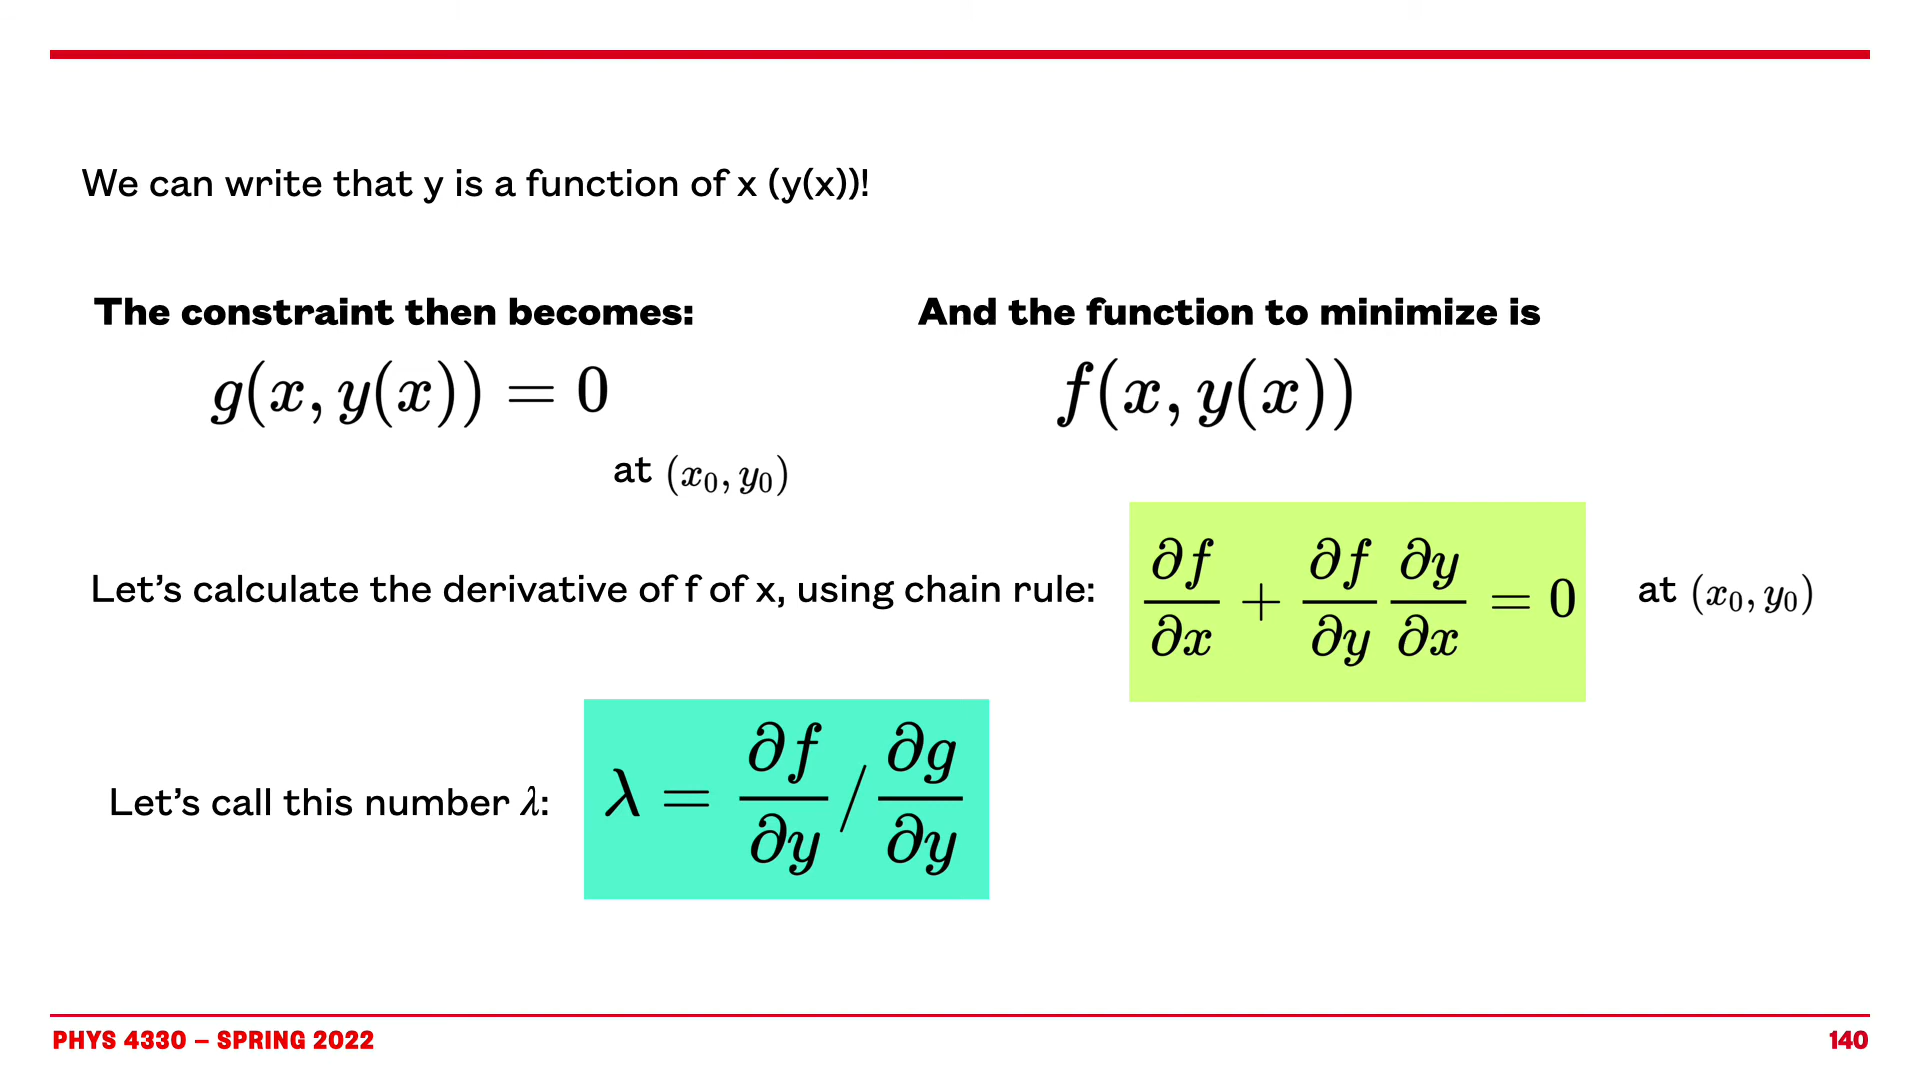 We can write that y is a function of x (y(x))!
The constraint then becomes:
g(x, y(x)) = 0
at (x₀, y₀)
And the function to minimize is
f(x, y(x))
Let’s calculate the derivative of f of x, using chain rule: ∂f/∂x + ∂f/∂y ∂y/∂x = 0 at (x₀, y₀)
Let’s call this number λ: λ = ∂f/∂y / ∂g/∂y
PHYS 4330 – SPRING 2022
140